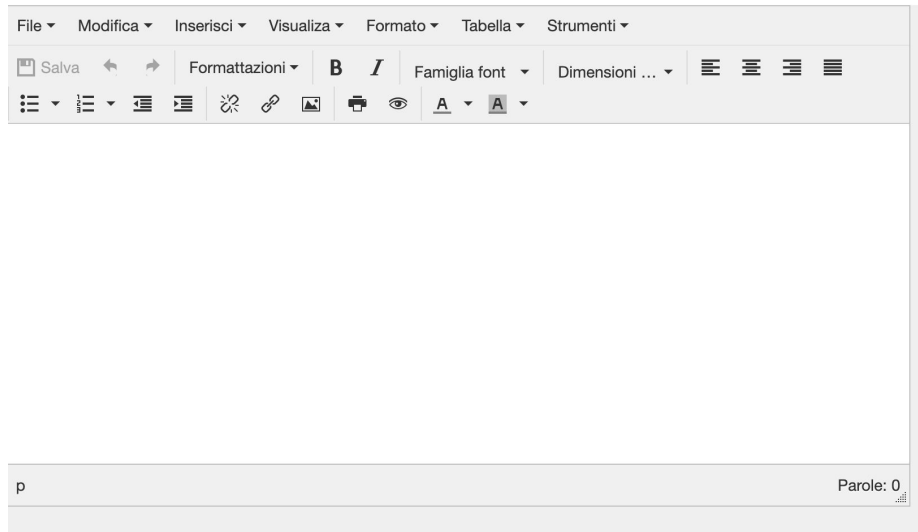 File Modifica Inserisci Visualizza Formato Tabella Strumenti
Salva Formattazioni B I Famiglia font Dimensioni ...
A A
p Parole: 0